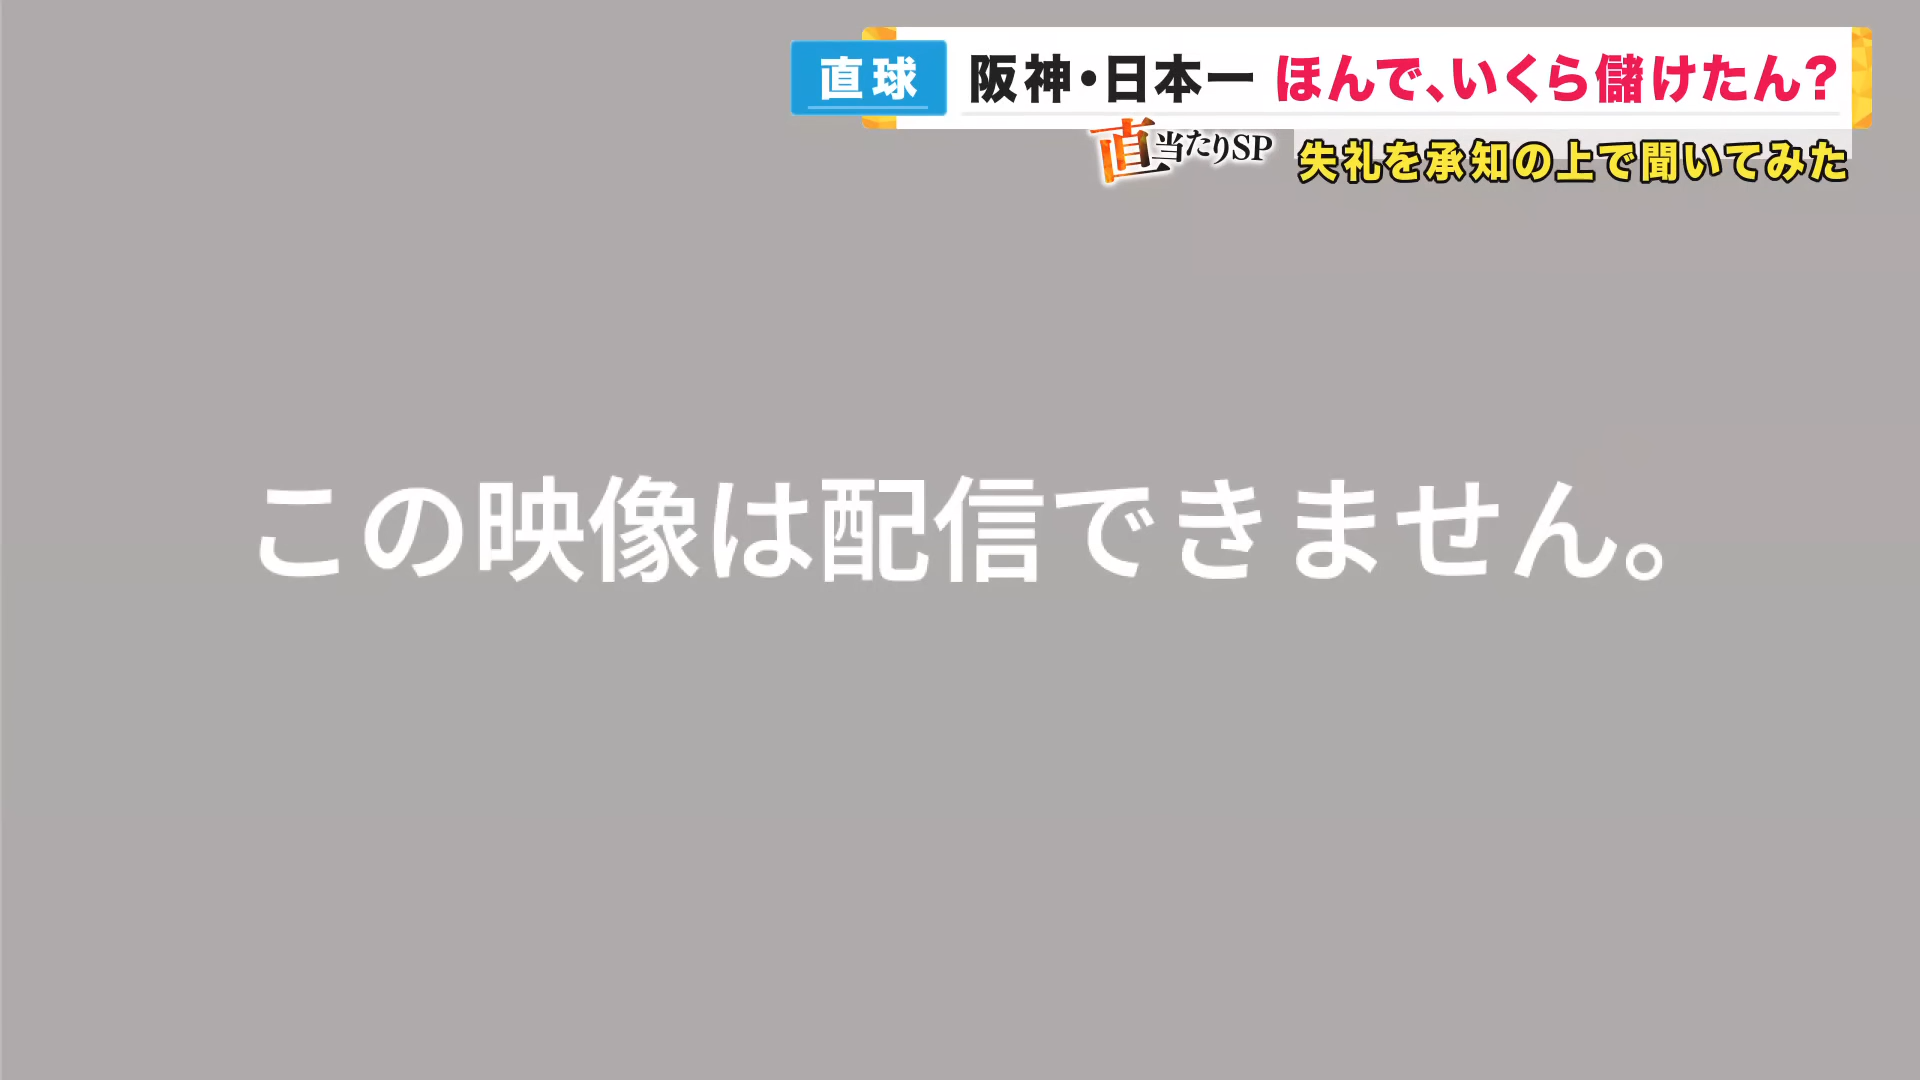 直球
阪神・日本一 ほんで、いくら儲けたん?
直当たりSP
失礼を承知の上で聞いてみた
この映像は配信できません。